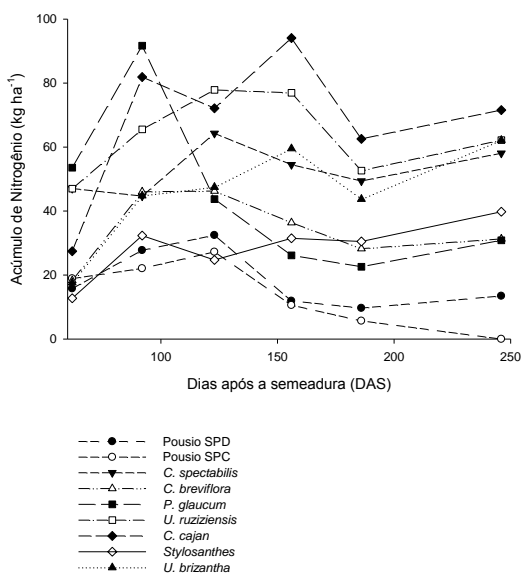 100
80
60
40
20
0
Acúmulo de Nitrogênio (kg ha-1)
100 150 200 250
Dias após a semeadura (DAS)
Pousio SPD
Pousio SPC
C. spectabilis
C. breviflora
P. glaucum
U. ruziziensis
C. cajan
Stylosanthes
U. brizantha